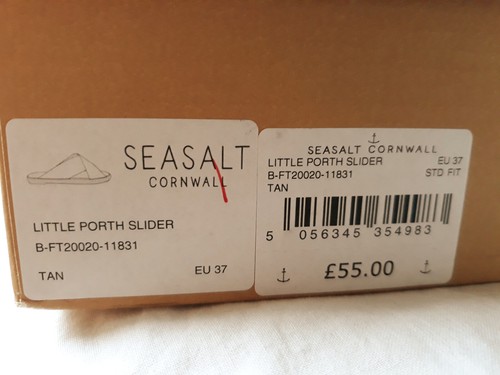 SEASALT
CORNWALL
LITTLE PORTH SLIDER
B-FT20020-11831
TAN EU 37
SEASALT CORNWALL
LITTLE PORTH SLIDER EU 37
B-FT20020-11831 STD FIT
TAN
5 056345 354983
£55.00